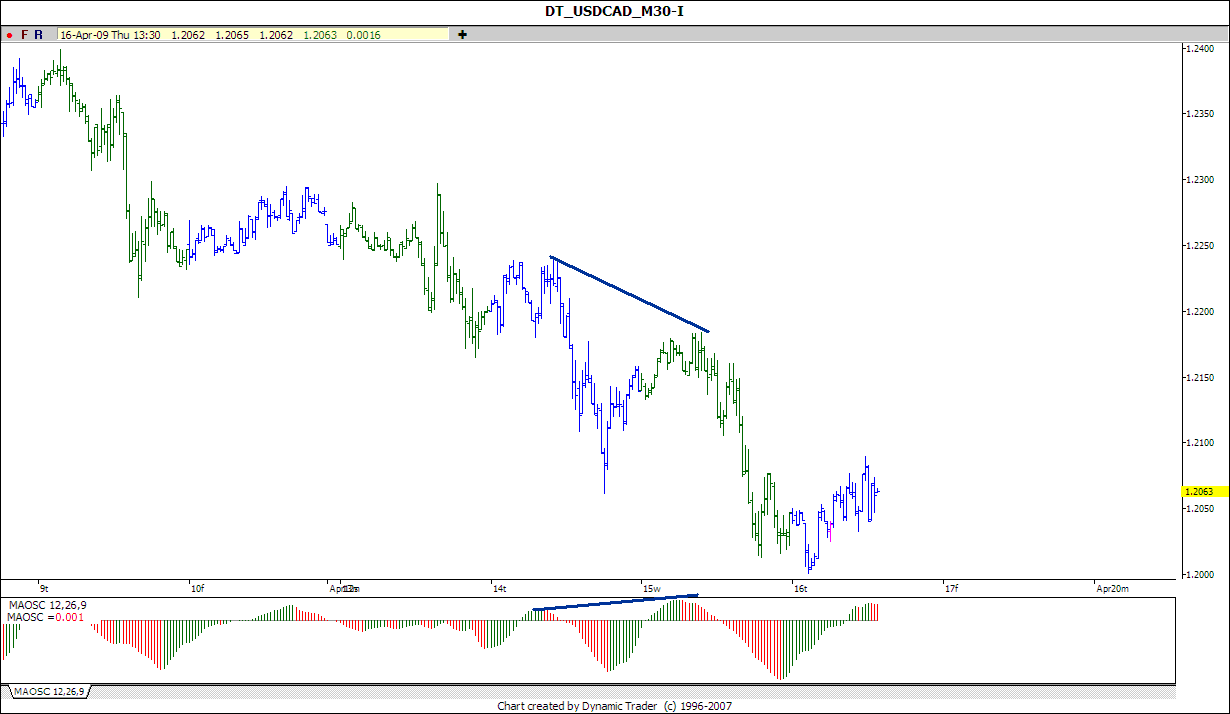 DT_USDCAD_M30-I
F R 16-Apr-09 Thu 13:30 1.2062 1.2065 1.2062 1.2063 0.0016
1.2400
1.2350
1.2300
1.2250
1.2200
1.2150
1.2100
1.2063
1.2050
1.2000
9t 10f 14t 15w 16t 17f Apr20m
MAOSC 12,26,9
MAOSC =0.001
MAOSC 12,26,9
Chart created by Dynamic Trader (c) 1996-2007